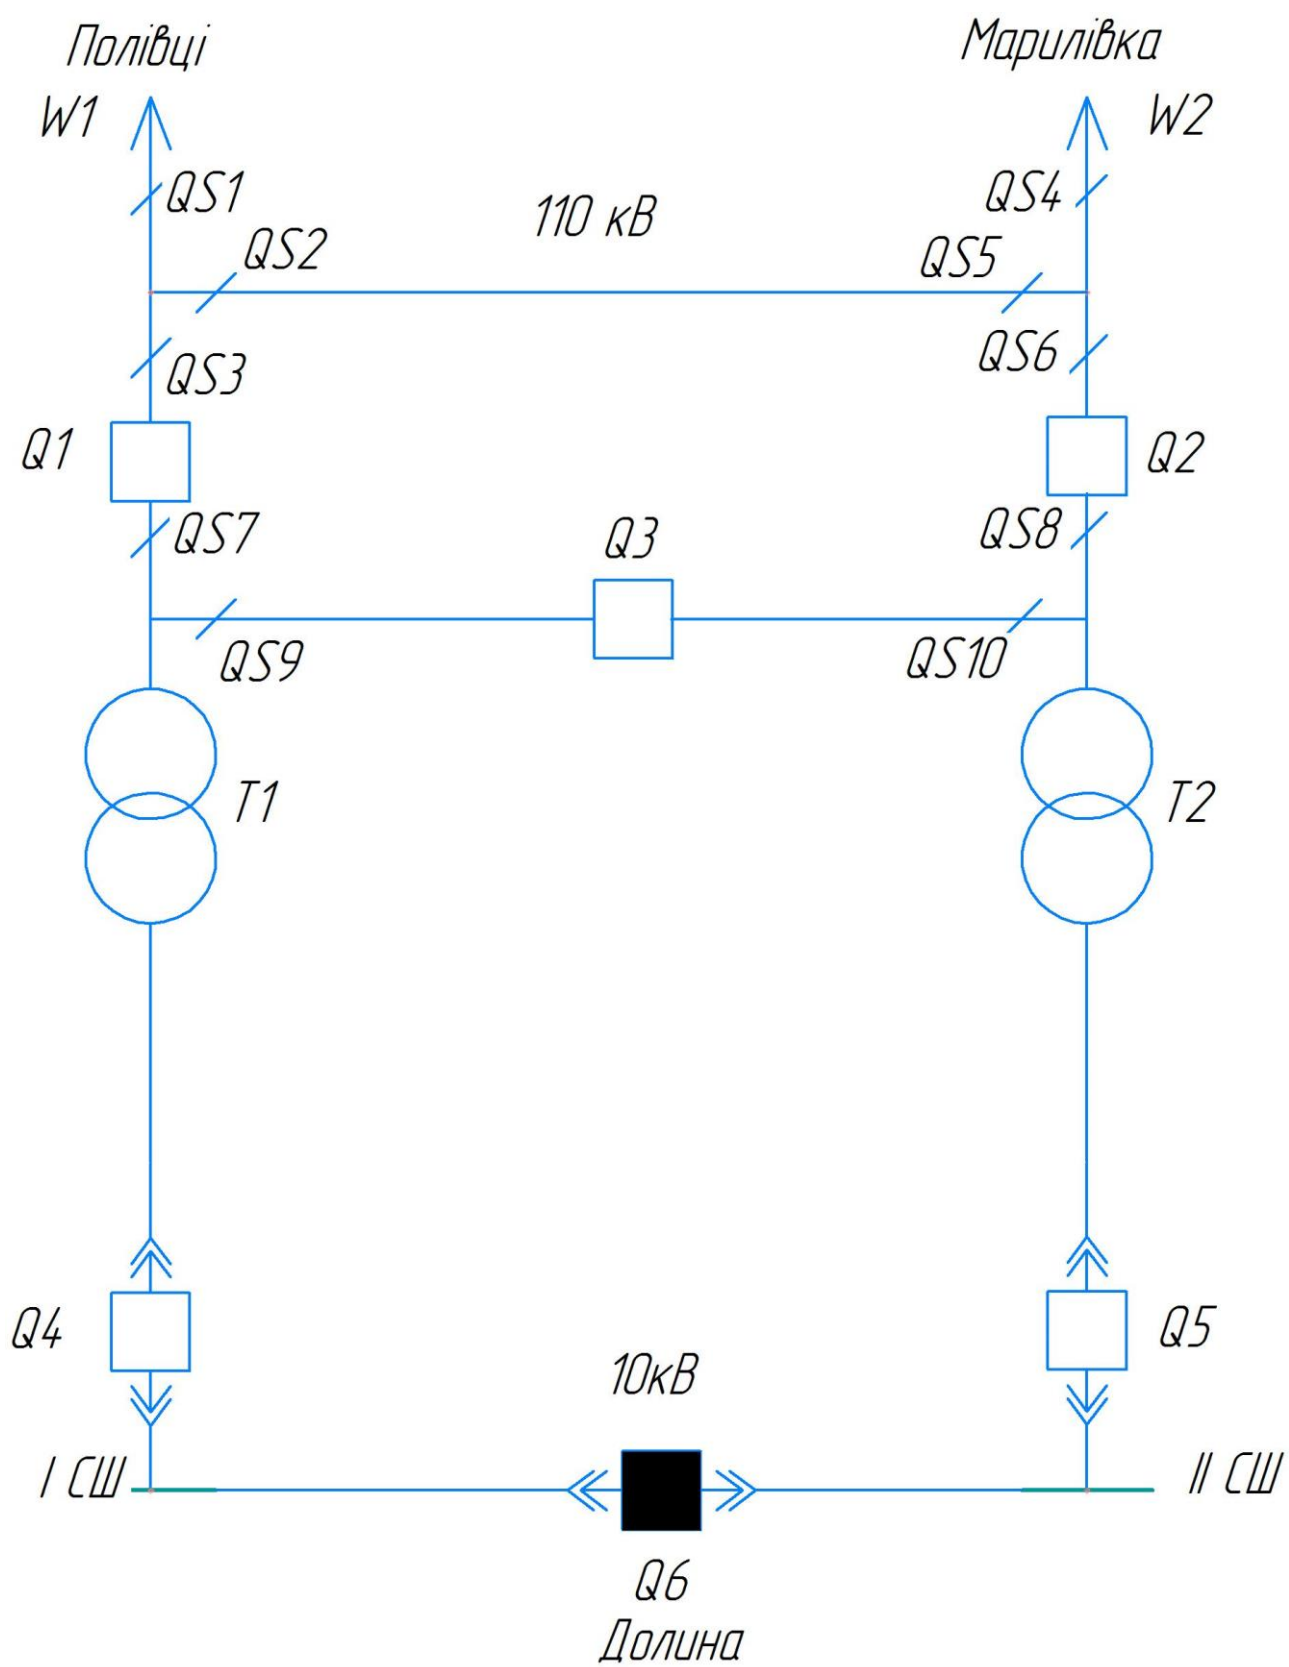 Полівці
Марилівка
W1
W2
QS1
QS4
110 кВ
QS2
QS5
QS3
QS6
Q1
Q2
QS7
Q3
QS8
QS9
QS10
T1
T2
Q4
Q5
10кВ
I СШ
II СШ
Q6
Долина